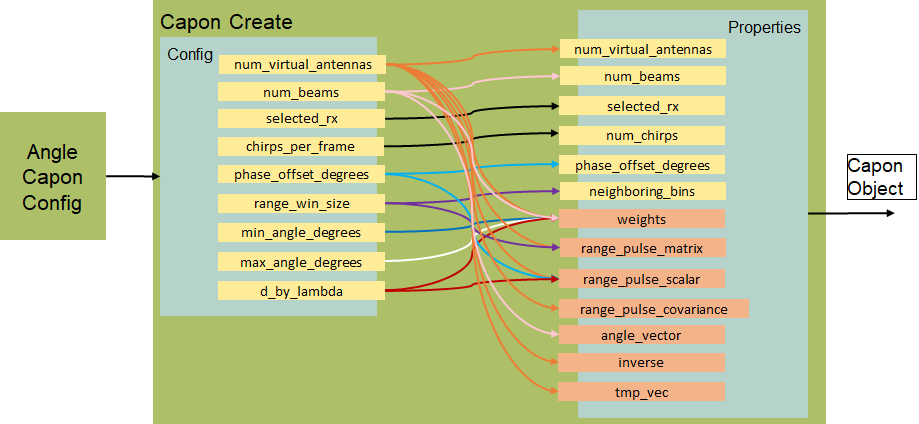 Capon Create
Config
num_virtual_antennas
num_beams
selected_rx
chirps_per_frame
phase_offset_degrees
range_win_size
min_angle_degrees
max_angle_degrees
d_by_lambda
Angle
Capon
Config
Properties
num_virtual_antennas
num_beams
selected_rx
num_chirps
phase_offset_degrees
neighboring_bins
weights
range_pulse_matrix
range_pulse_scalar
range_pulse_covariance
angle_vector
inverse
tmp_vec
Capon
Object